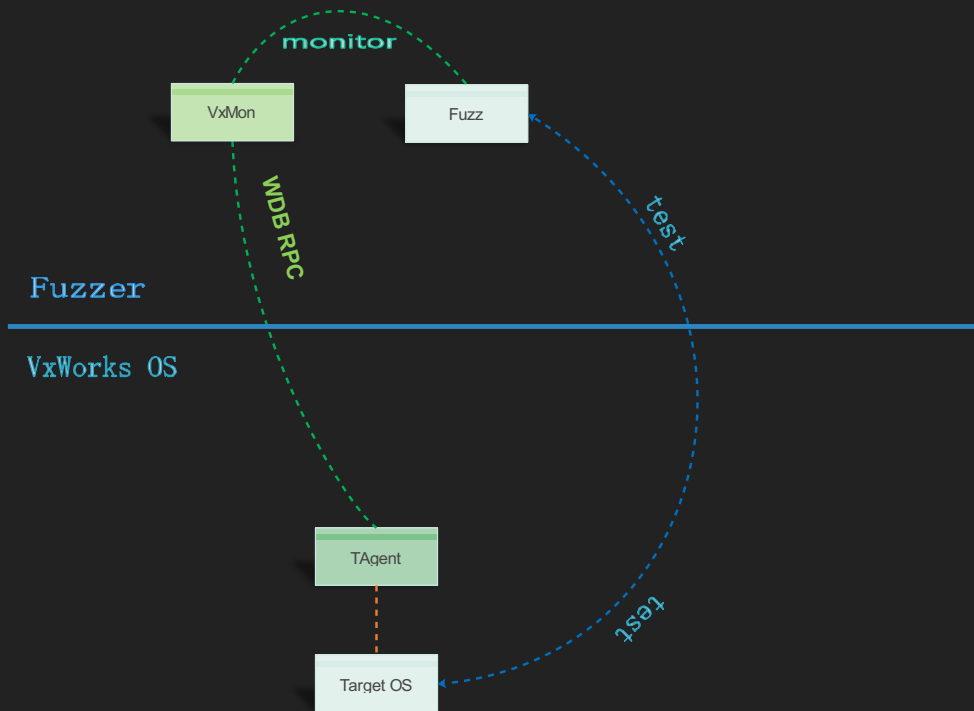 monitor
VxMon
Fuzz
WDB RPC
test
Fuzzer
VxWorks OS
TAgent
test
Target OS